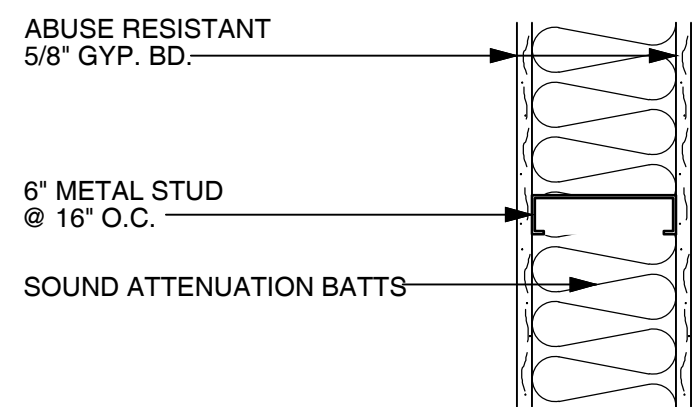 ABUSE RESISTANT
5/8" GYP. BD.
6" METAL STUD
@ 16" O.C.
SOUND ATTENUATION BATTS